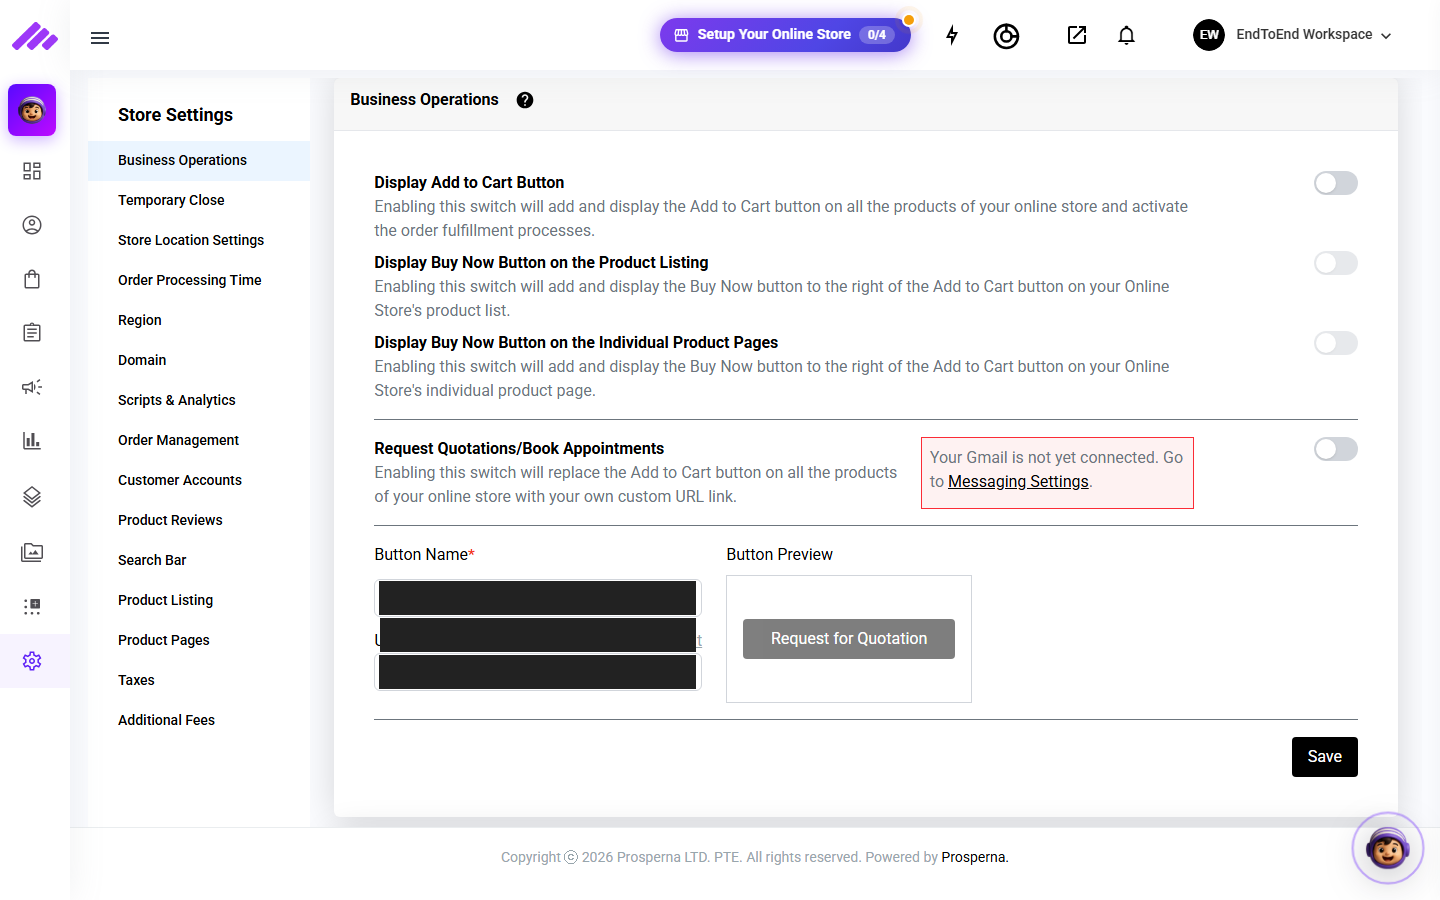 Setup Your Online Store 0/4
EW EndToEnd Workspace
Store Settings
Business Operations
Temporary Close
Store Location Settings
Order Processing Time
Region
Domain
Scripts & Analytics
Order Management
Customer Accounts
Product Reviews
Search Bar
Product Listing
Product Pages
Taxes
Additional Fees
Business Operations
Display Add to Cart Button
Enabling this switch will add and display the Add to Cart button on all the products of your online store and activate
the order fulfillment processes.
Display Buy Now Button on the Product Listing
Enabling this switch will add and display the Buy Now button to the right of the Add to Cart button on your Online
Store's product list.
Display Buy Now Button on the Individual Product Pages
Enabling this switch will add and display the Buy Now button to the right of the Add to Cart button on your Online
Store's individual product page.
Request Quotations/Book Appointments
Enabling this switch will replace the Add to Cart button on all the products
of your online store with your own custom URL link.
Your Gmail is not yet connected. Go
to Messaging Settings.
Button Name*
Button Preview
Request for Quotation
Save
Copyright © 2026 Prosperna LTD. PTE. All rights reserved. Powered by Prosperna.